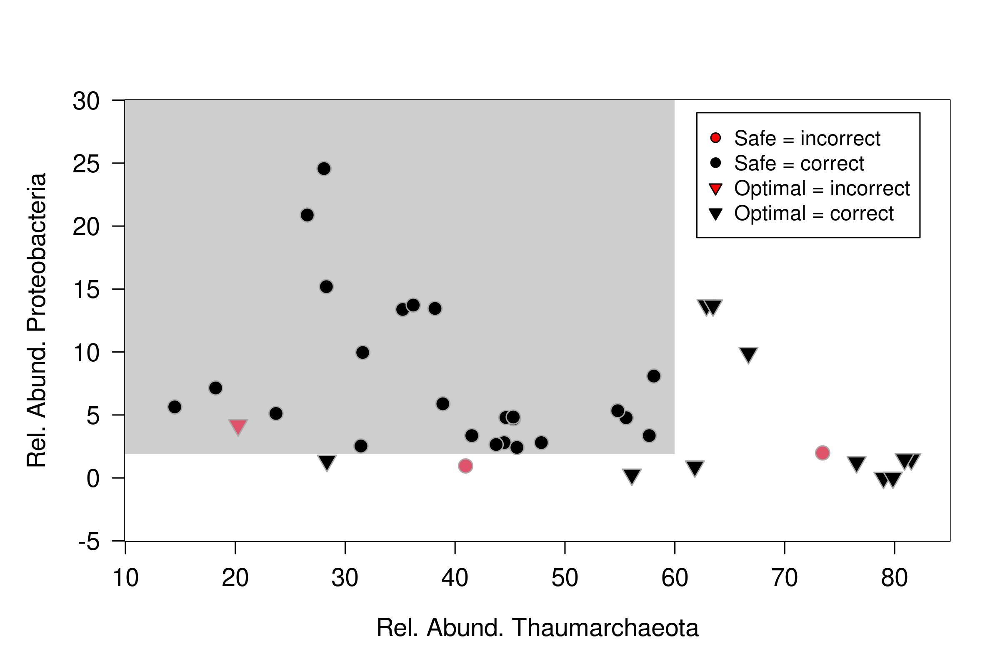 30
25
20
15
10
5
0
-5
Rel. Abund. Proteobacteria
Safe = incorrect
Safe = correct
Optimal = incorrect
Optimal = correct
10 20 30 40 50 60 70 80
Rel. Abund. Thaumarchaeota